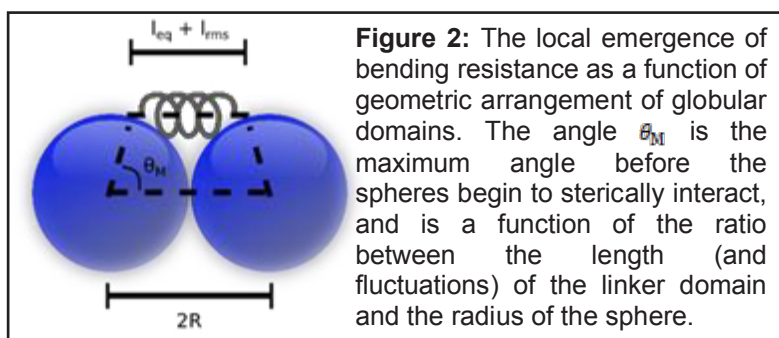 l_eq + l_rms
θ_M
2R
Figure 2: The local emergence of
bending resistance as a function of
geometric arrangement of globular
domains. The angle θ_M is the
maximum angle before the
spheres begin to sterically interact,
and is a function of the ratio
between the length (and
fluctuations) of the linker domain
and the radius of the sphere.